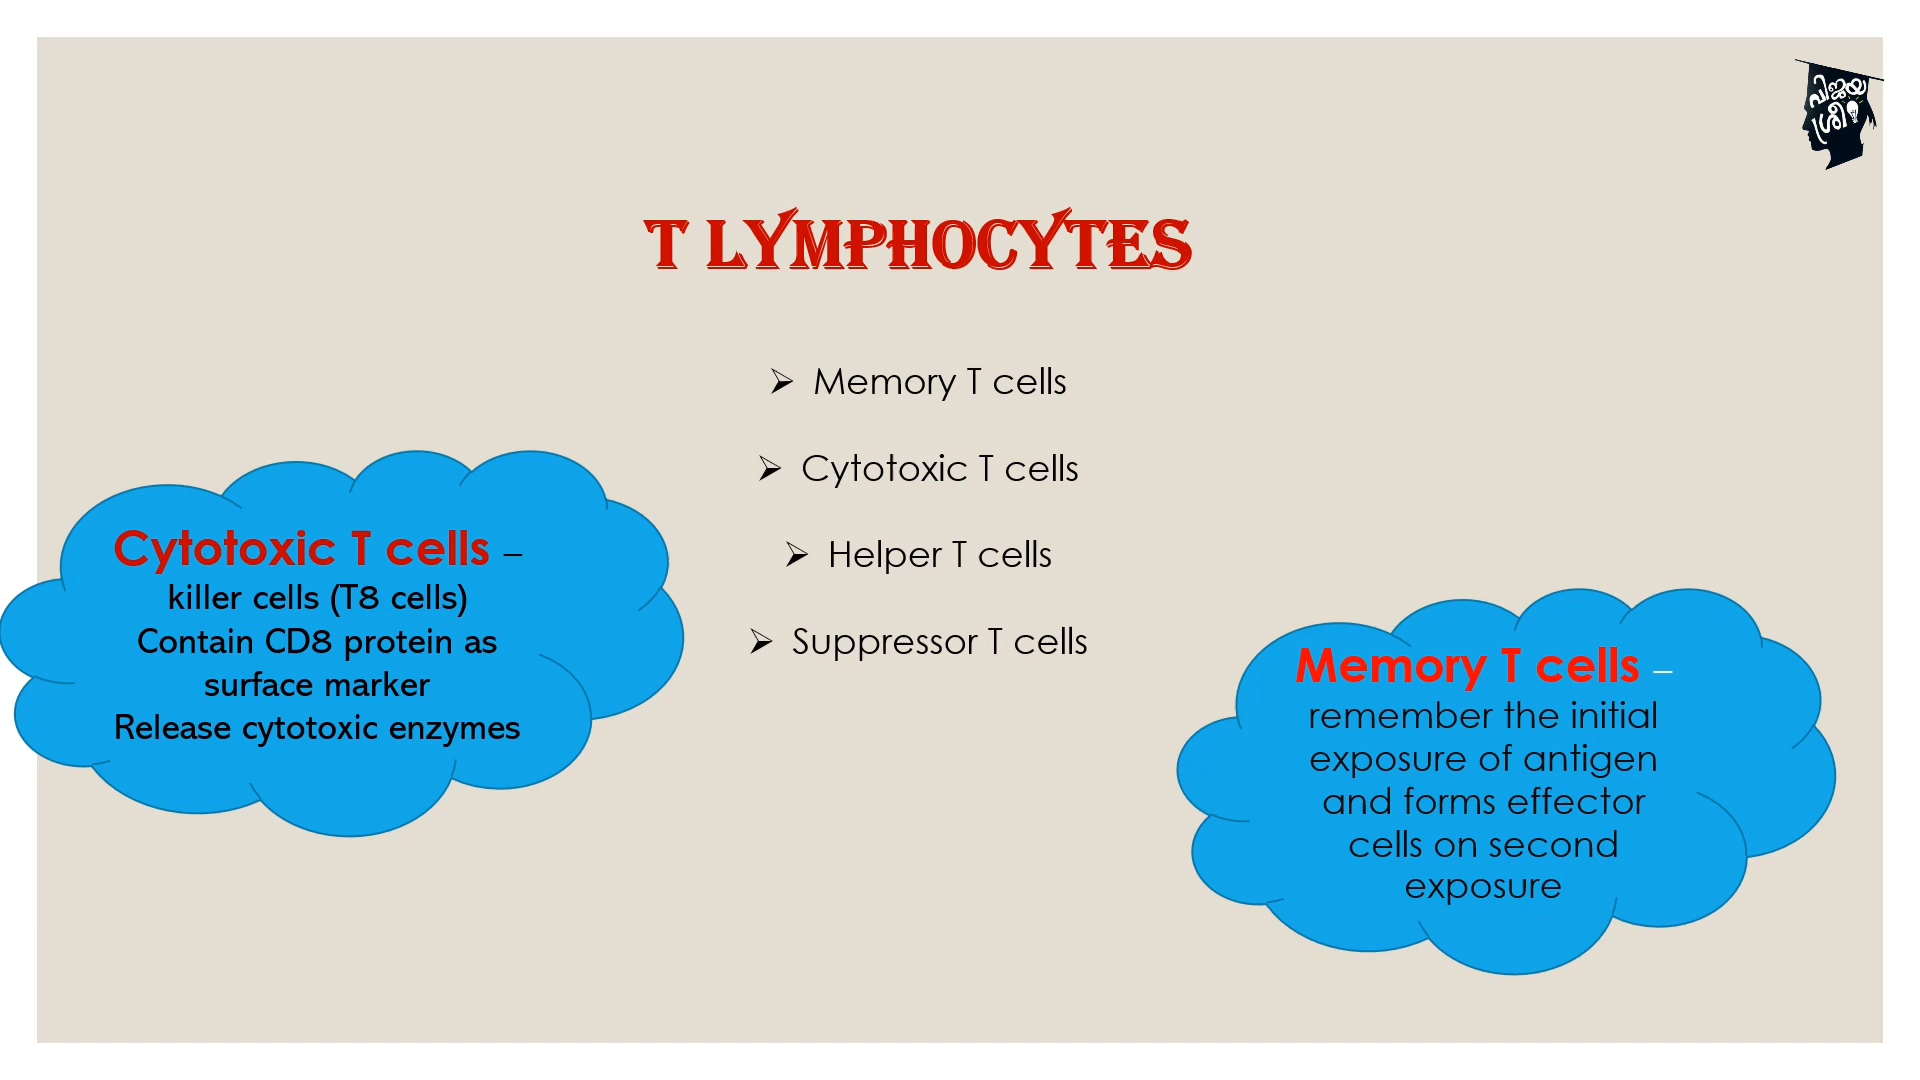 വിജയ
ശ്രീ
T LYMPHOCYTES
➢ Memory T cells
➢ Cytotoxic T cells
➢ Helper T cells
➢ Suppressor T cells
Cytotoxic T cells –
killer cells (T8 cells)
Contain CD8 protein as
surface marker
Release cytotoxic enzymes
Memory T cells –
remember the initial
exposure of antigen
and forms effector
cells on second
exposure